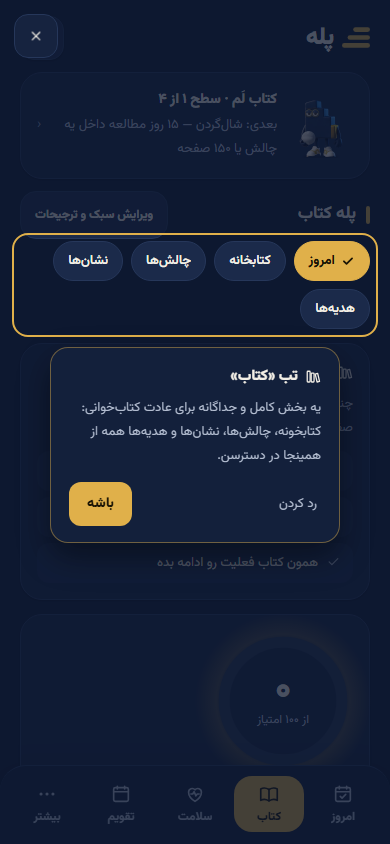 پله
کتاب لَم · سطح ۱ از ۴
بعدی: شال‌گردن — ۱۵ روز مطالعه داخل یه
چالش یا ۱۵۰ صفحه
پله کتاب
ویرایش سبک و ترجیحات
امروز
کتابخانه
چالش‌ها
نشان‌ها
هدیه‌ها
تب «کتاب»
یه بخش کامل و جداگانه برای عادت کتاب‌خوانی:
کتابخونه، چالش‌ها، نشان‌ها و هدیه‌ها همه از
همینجا در دسترسن.
رد کردن
باشه
همون کتاب فعلیت رو ادامه بده
۰
از ۱۰۰ امتیاز
امروز
کتاب
سلامت
تقویم
بیشتر